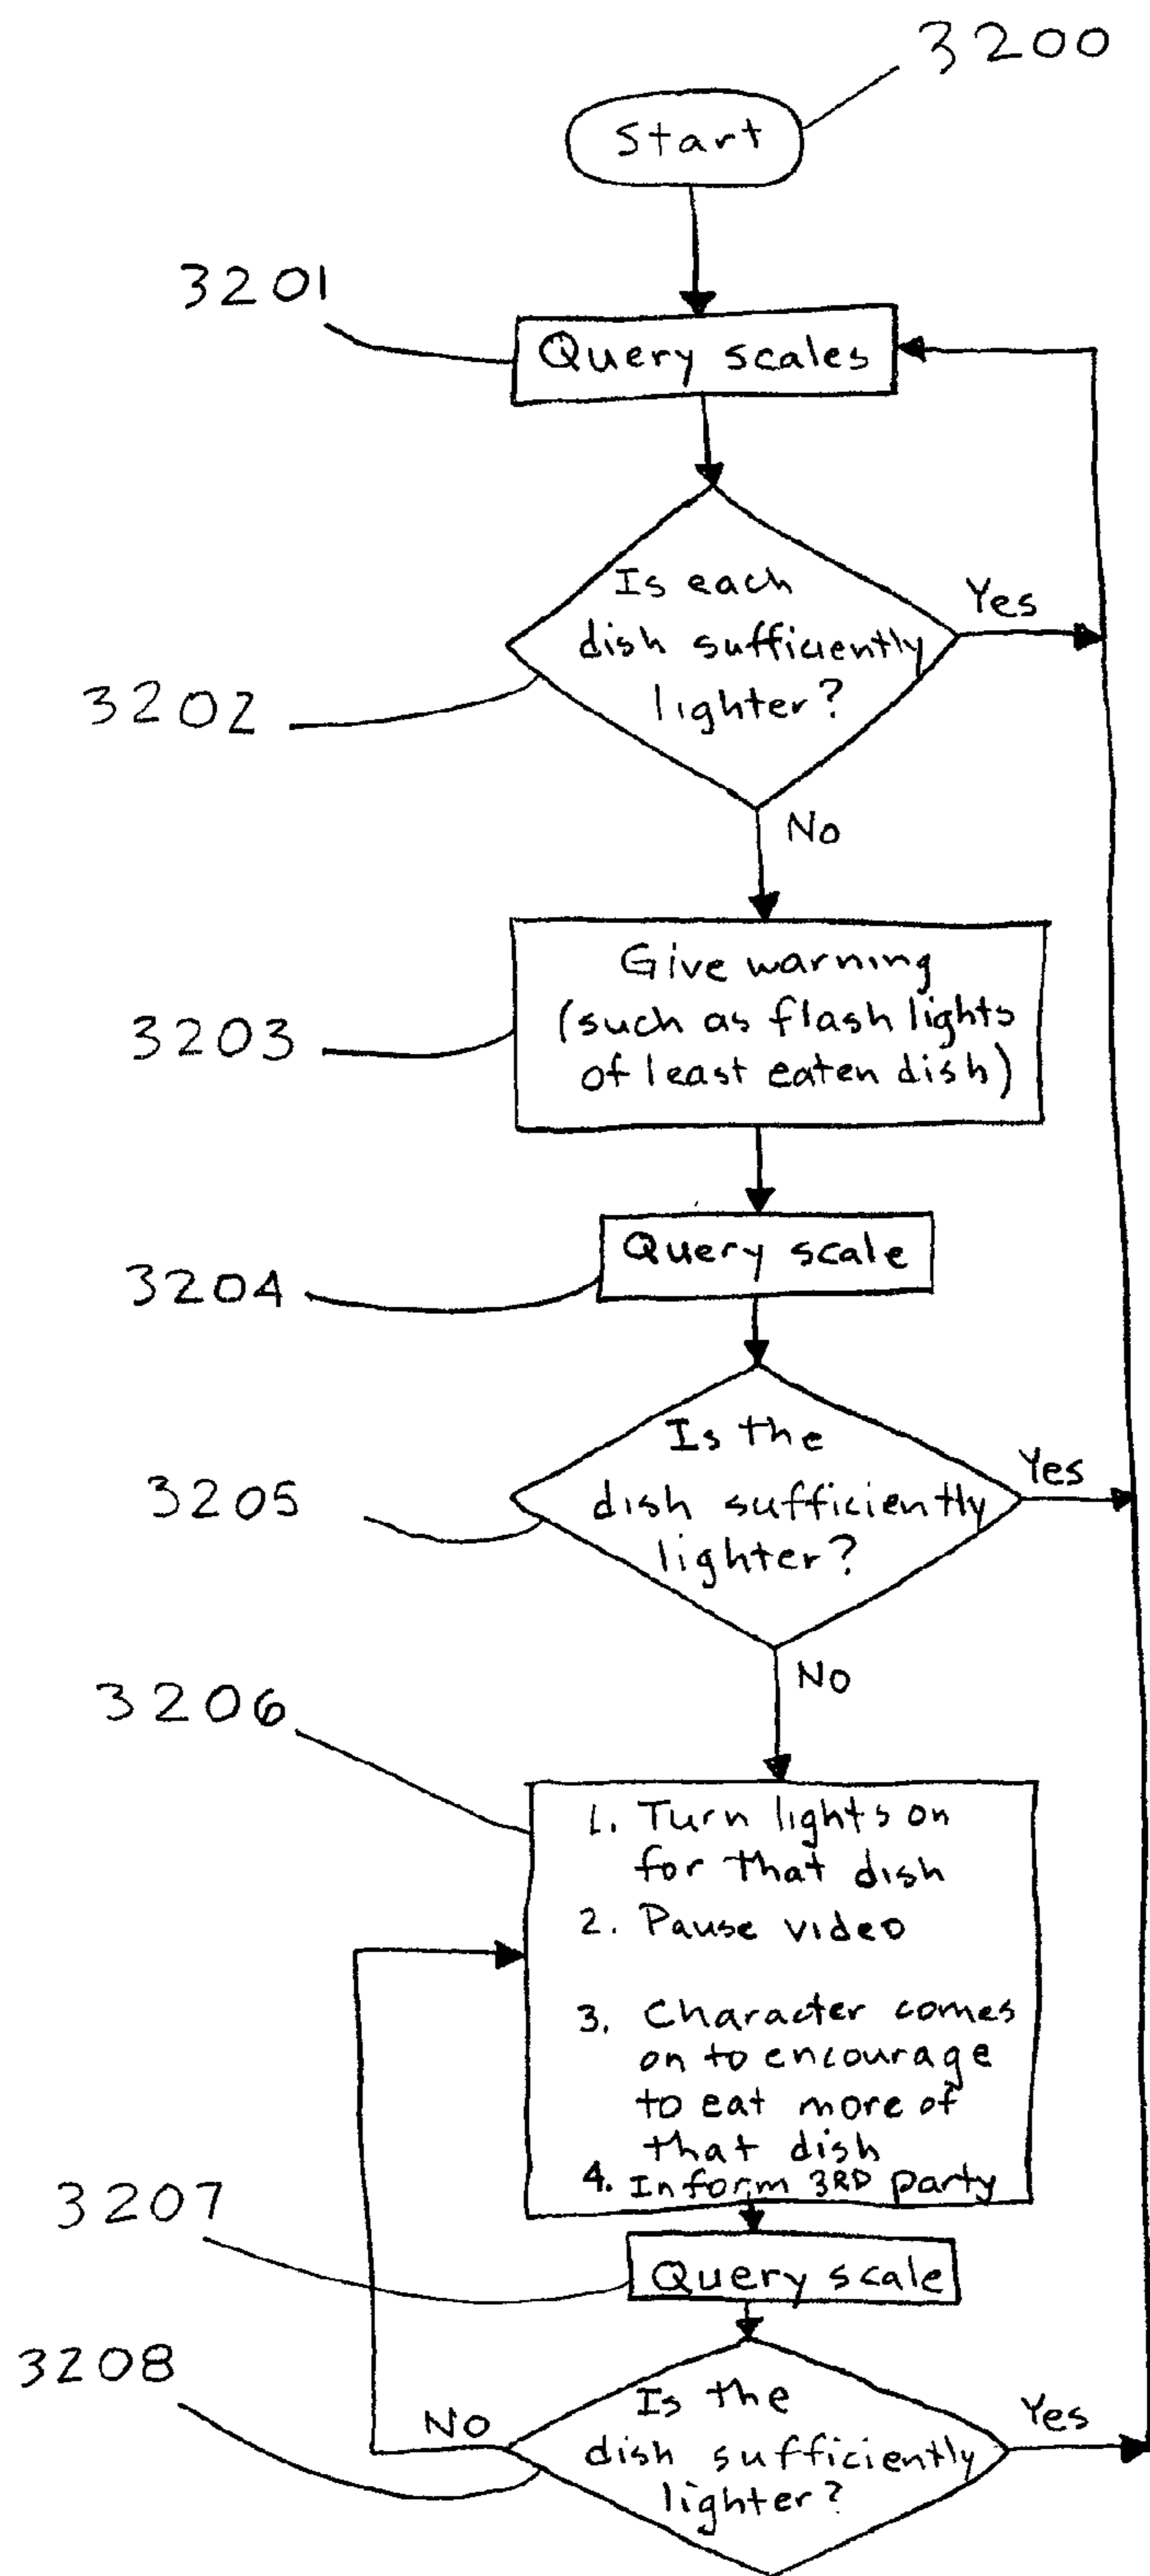 3200
Start
3201
Query scales
Is each
dish sufficiently
lighter?
Yes
3202
No
3203
Give warning
(such as flash lights
of least eaten dish)
3204
Query scale
3205
Is the
dish sufficiently
lighter?
Yes
No
3206
1. Turn lights on
for that dish
2. Pause video
3. Character comes
on to encourage
to eat more of
that dish
4. Inform 3RD party
3207
Query scale
3208
No
Is the
dish sufficiently
lighter?
Yes